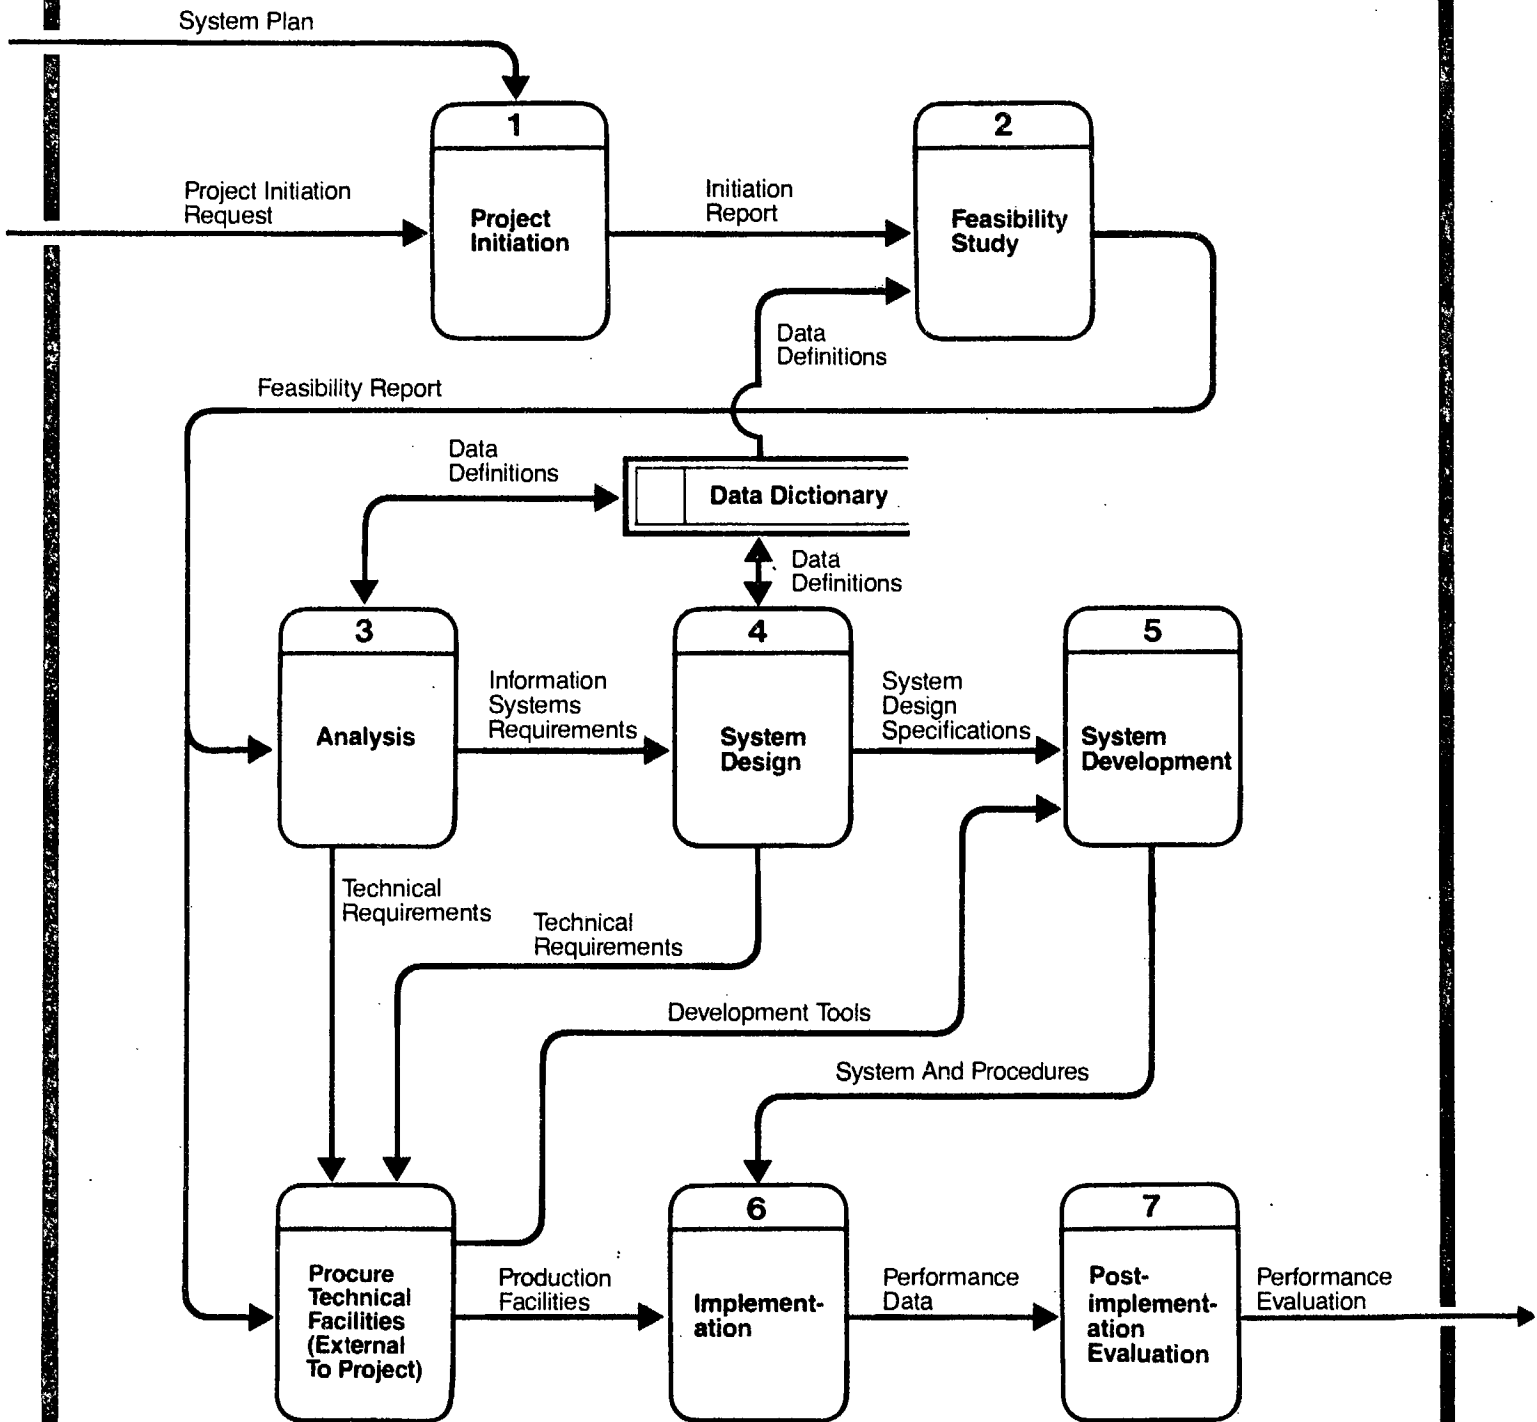 System Plan
1
2
Project Initiation
Request
Project
Initiation
Initiation
Report
Feasibility
Study
Data
Definitions
Feasibility Report
Data
Definitions
Data Dictionary
Data
Definitions
3
4
5
Analysis
Information
Systems
Requirements
System
Design
System
Design
Specifications
System
Development
Technical
Requirements
Technical
Requirements
Development Tools
System And Procedures
6
7
Procure
Technical
Facilities
(External
To Project)
Production
Facilities
Implement-
ation
Performance
Data
Post-
implement-
ation
Evaluation
Performance
Evaluation